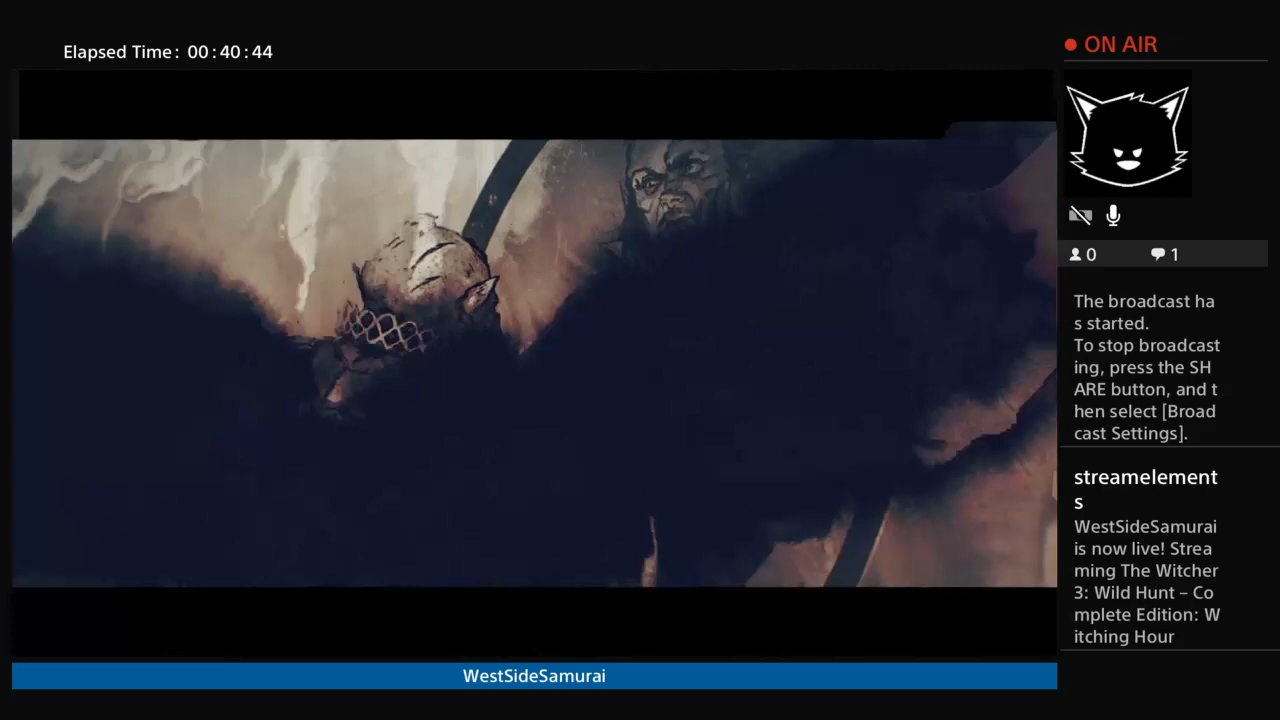 Elapsed Time: 00:40:44
ON AIR
0
1
The broadcast ha
s started.
To stop broadcast
ing, press the SH
ARE button, and t
hen select [Broad
cast Settings].
streamelement
s
WestSideSamurai
is now live! Strea
ming The Witcher
3: Wild Hunt – Co
mplete Edition: W
itching Hour
WestSideSamurai